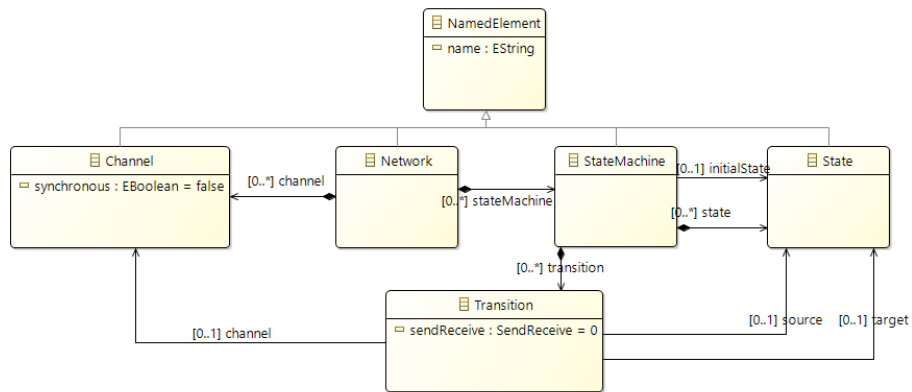 NamedElement
name : EString
Channel
synchronous : EBoolean = false
Network
StateMachine
State
[0..*] channel
[0..*] stateMachine
[0..1] initialState
[0..*] state
[0..*] transition
Transition
sendReceive : SendReceive = 0
[0..1] channel
[0..1] source
[0..1] target